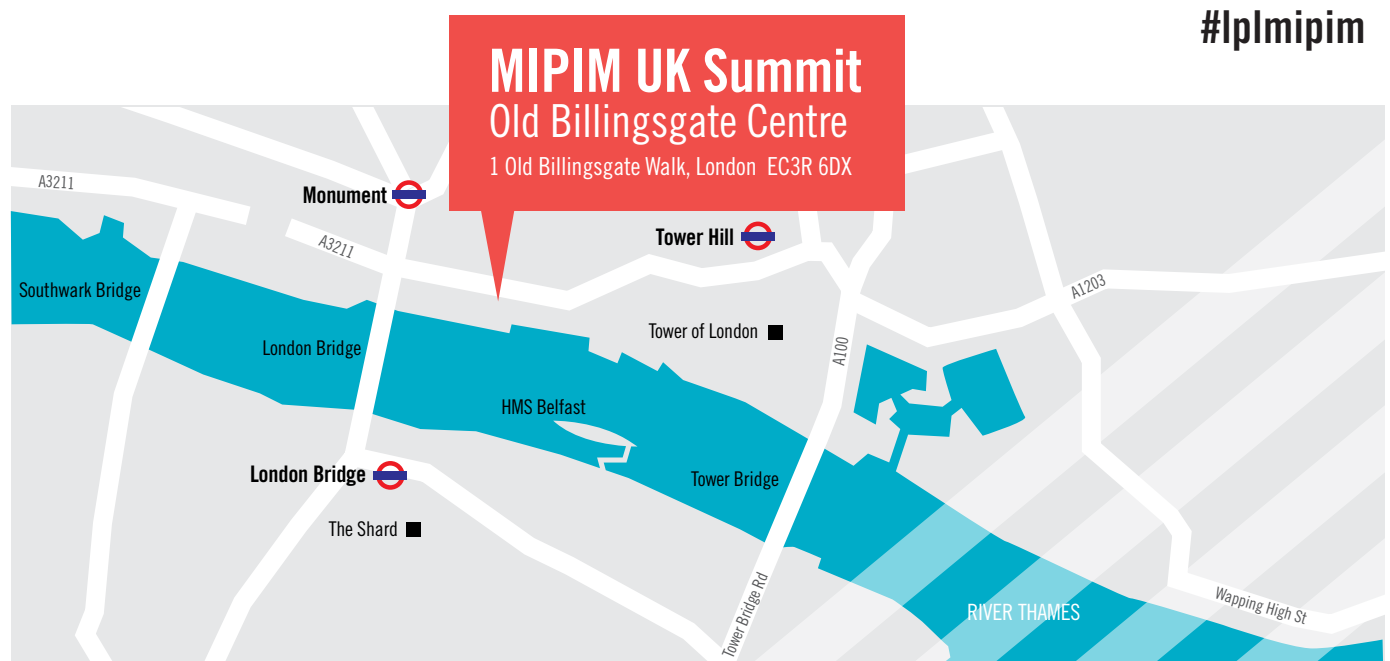 #lplmipim
MIPIM UK Summit
Old Billingsgate Centre
1 Old Billingsgate Walk, London EC3R 6DX
A3211
Monument
A3211
Tower Hill
Southwark Bridge
A1203
London Bridge
Tower of London
A100
HMS Belfast
London Bridge
Tower Bridge
The Shard
Tower Bridge Rd
RIVER THAMES
Wapping High St